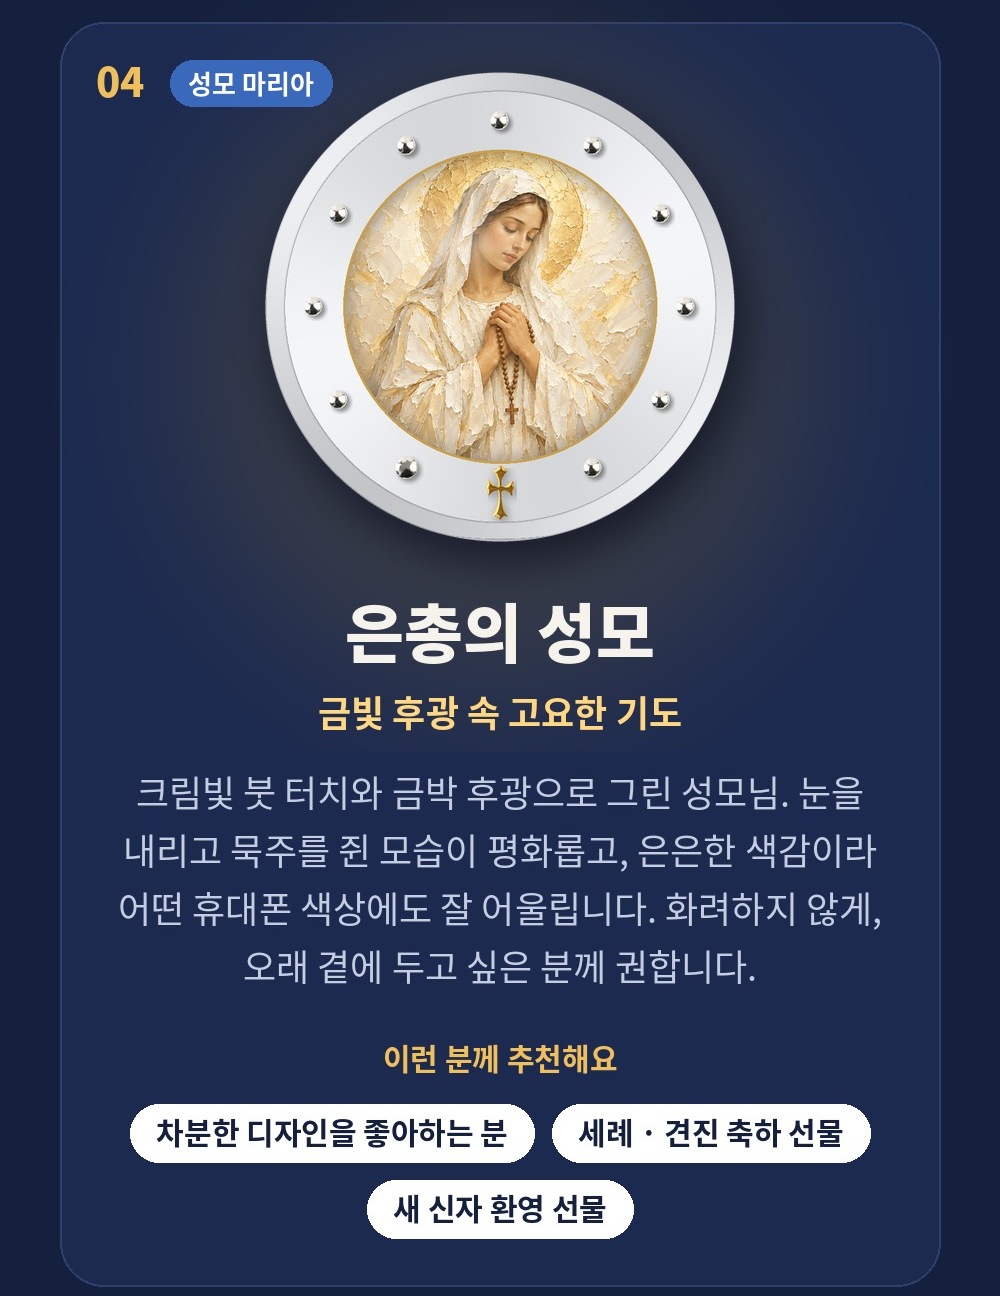 04 성모 마리아
은총의 성모
금빛 후광 속 고요한 기도
크림빛 붓 터치와 금박 후광으로 그린 성모님. 눈을
내리고 묵주를 쥔 모습이 평화롭고, 은은한 색감이라
어떤 휴대폰 색상에도 잘 어울립니다. 화려하지 않게,
오래 곁에 두고 싶은 분께 권합니다.
이런 분께 추천해요
차분한 디자인을 좋아하는 분 세례 · 견진 축하 선물
새 신자 환영 선물